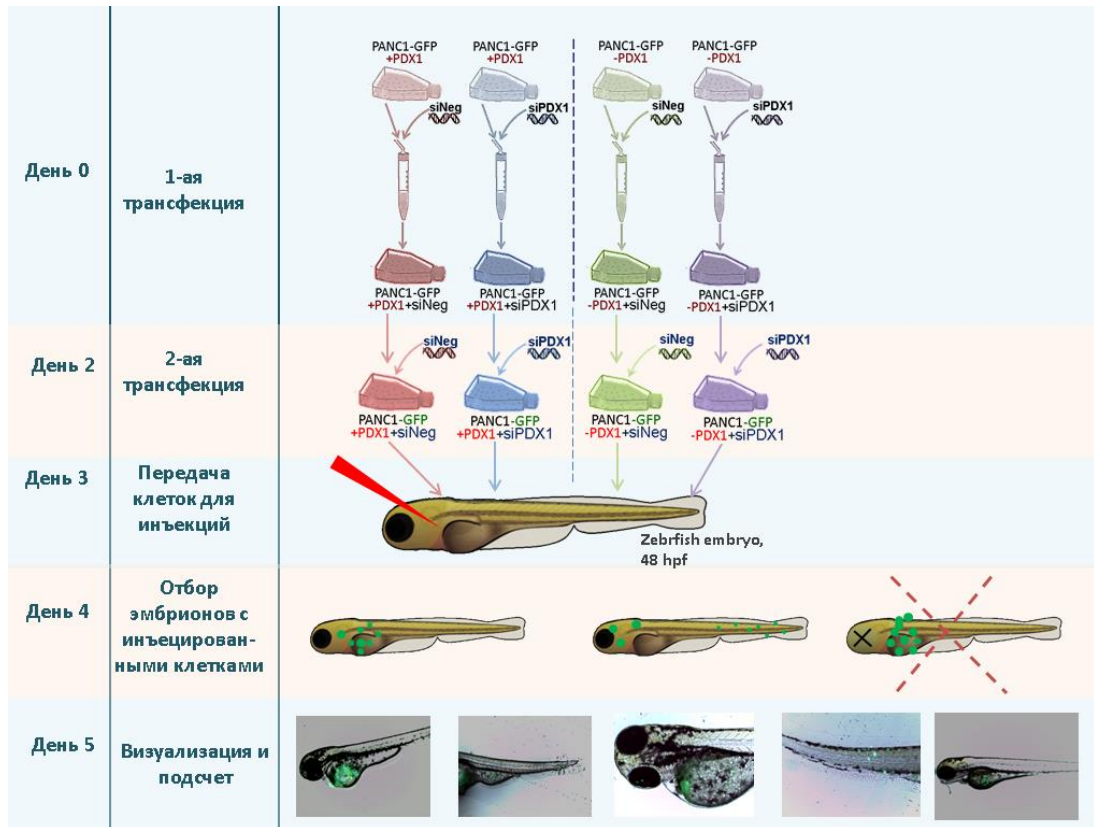 День 0
1-ая
трансфекция
PANC1-GFP
+PDX1
PANC1-GFP
+PDX1
PANC1-GFP
-PDX1
PANC1-GFP
-PDX1
siNeg
siPDX1
siNeg
siPDX1
PANC1-GFP
+PDX1+siNeg
PANC1-GFP
+PDX1+siPDX1
PANC1-GFP
-PDX1+siNeg
PANC1-GFP
-PDX1+siPDX1
День 2
2-ая
трансфекция
siNeg
siPDX1
siNeg
siPDX1
PANC1-GFP
+PDX1+siNeg
PANC1-GFP
+PDX1+siPDX1
PANC1-GFP
-PDX1+siNeg
PANC1-GFP
-PDX1+siPDX1
День 3
Передача
клеток для
инъекций
Zebrfish embryo,
48 hpf
День 4
Отбор
эмбрионов с
инъецирован-
ными клетками
День 5
Визуализация и
подсчет